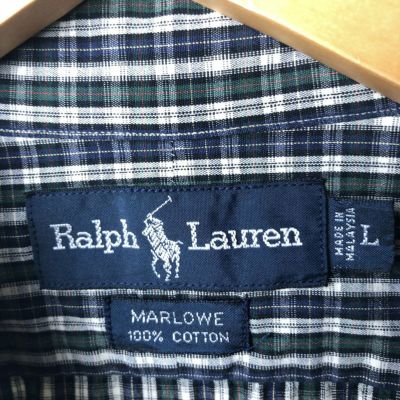 Ralph Lauren
MADE IN
MALAYSIA
L
MARLOWE
100% COTTON